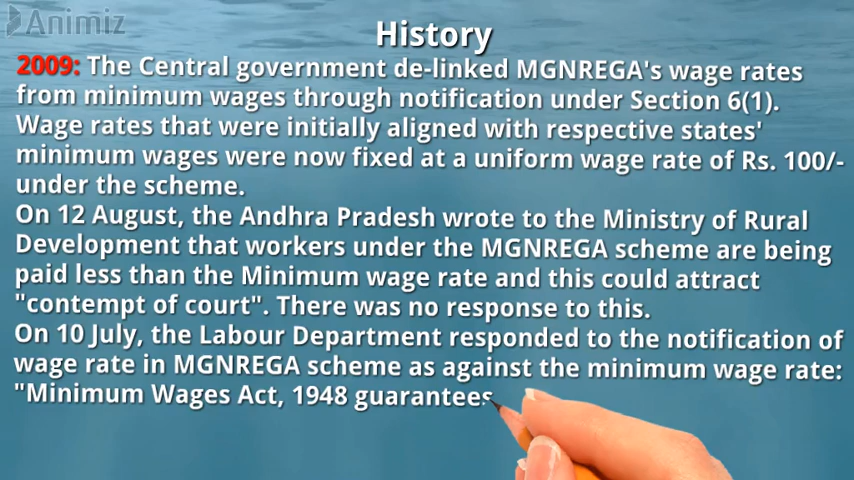 Animiz
History
2009: The Central government de-linked MGNREGA's wage rates
from minimum wages through notification under Section 6(1).
Wage rates that were initially aligned with respective states'
minimum wages were now fixed at a uniform wage rate of Rs. 100/-
under the scheme.
On 12 August, the Andhra Pradesh wrote to the Ministry of Rural
Development that workers under the MGNREGA scheme are being
paid less than the Minimum wage rate and this could attract
"contempt of court". There was no response to this.
On 10 July, the Labour Department responded to the notification of
wage rate in MGNREGA scheme as against the minimum wage rate:
"Minimum Wages Act, 1948 guarantees